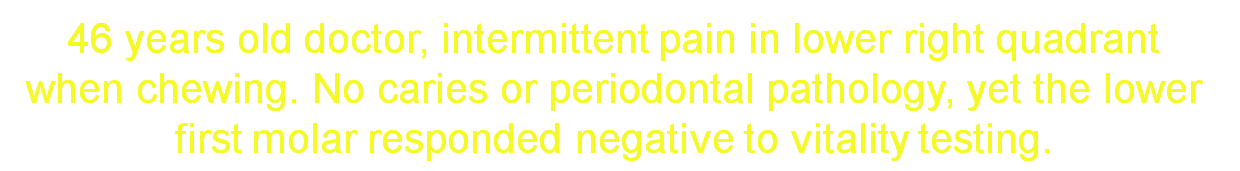 46 years old doctor, intermittent pain in lower right quadrant
when chewing. No caries or periodontal pathology, yet the lower
first molar responded negative to vitality testing.